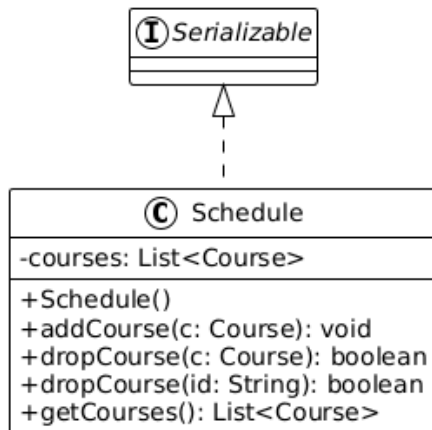 I Serializable
C Schedule
-courses: List<Course>
+Schedule()
+addCourse(c: Course): void
+dropCourse(c: Course): boolean
+dropCourse(id: String): boolean
+getCourses(): List<Course>